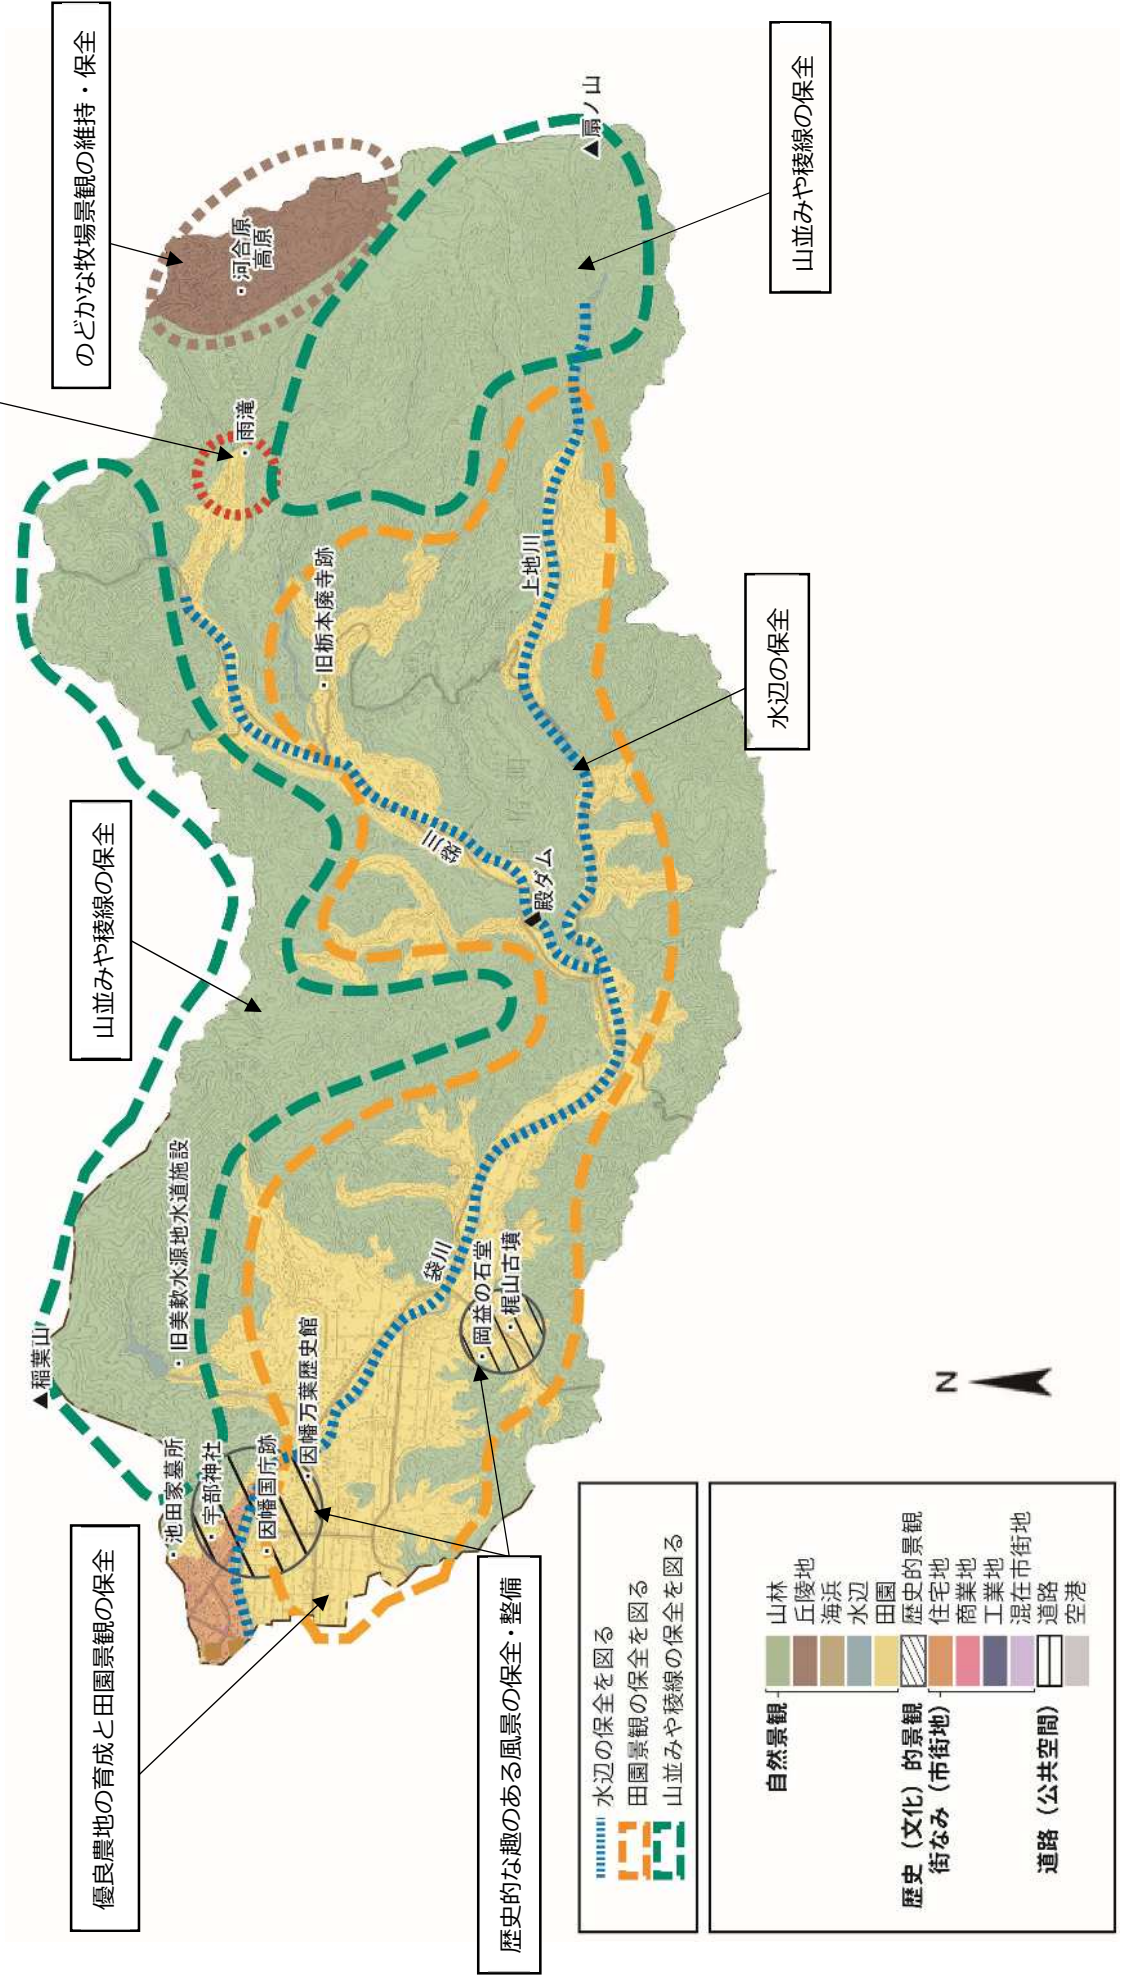 のどかな牧場景観の維持・保全
山並みや稜線の保全
優良農地の育成と田園景観の保全
稲葉山
池田家墓所
旧美歎水源地水道施設
宇部神社
因幡国庁跡
因幡万葉歴史館
雨滝
河合原
高原
旧栃本廃寺跡
袋川
袋川
殿ダム
上地川
扇ノ山
岡益の石堂
梶山古墳
歴史的な趣のある風景の保全・整備
水辺の保全
山並みや稜線の保全
N
水辺の保全を図る
田園景観の保全を図る
山並みや稜線の保全を図る
自然景観
山林
丘陵地
海浜
水辺
田園
歴史（文化）的景観
歴史的景観
街なみ（市街地）
住宅地
商業地
工業地
混在市街地
道路（公共空間）
道路
空港